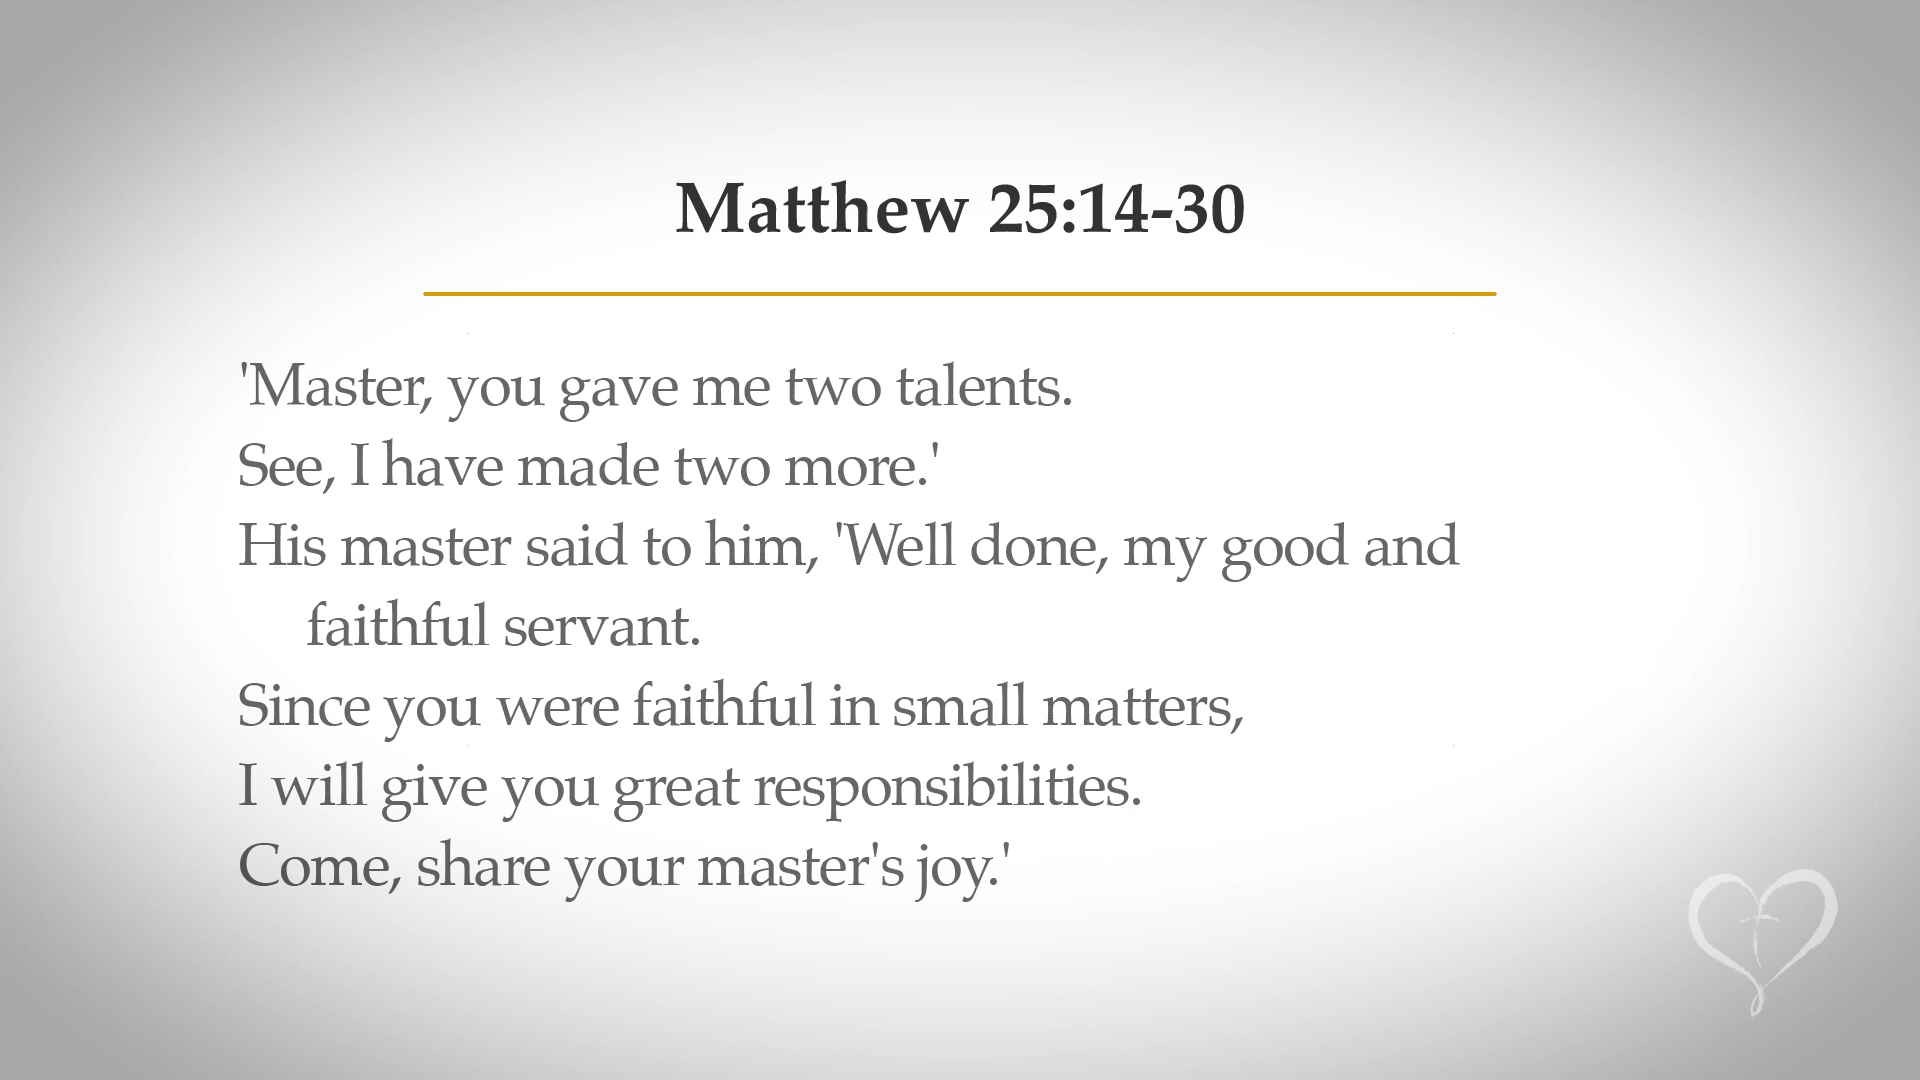 Matthew 25:14-30
'Master, you gave me two talents.
See, I have made two more.'
His master said to him, 'Well done, my good and
faithful servant.
Since you were faithful in small matters,
I will give you great responsibilities.
Come, share your master's joy.'